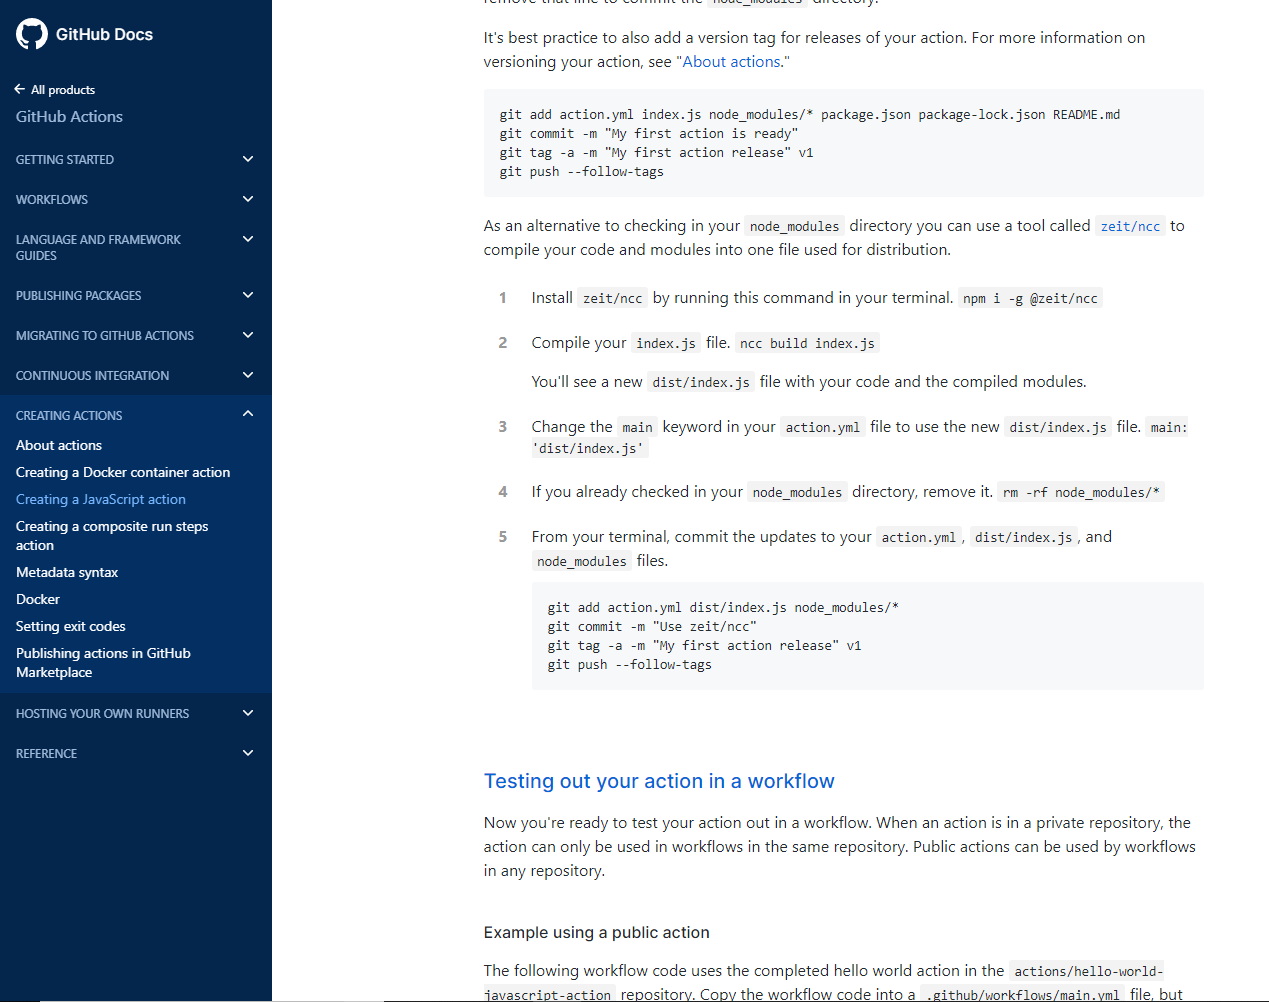 GitHub Docs
← All products
GitHub Actions
GETTING STARTED
WORKFLOWS
LANGUAGE AND FRAMEWORK
GUIDES
PUBLISHING PACKAGES
MIGRATING TO GITHUB ACTIONS
CONTINUOUS INTEGRATION
CREATING ACTIONS
About actions
Creating a Docker container action
Creating a JavaScript action
Creating a composite run steps
action
Metadata syntax
Docker
Setting exit codes
Publishing actions in GitHub
Marketplace
HOSTING YOUR OWN RUNNERS
REFERENCE
remove that line to commit the node_modules directory.
It's best practice to also add a version tag for releases of your action. For more information on
versioning your action, see "About actions."
git add action.yml index.js node_modules/* package.json package-lock.json README.md
git commit -m "My first action is ready"
git tag -a -m "My first action release" v1
git push --follow-tags
As an alternative to checking in your node_modules directory you can use a tool called zeit/ncc to
compile your code and modules into one file used for distribution.
1 Install zeit/ncc by running this command in your terminal. npm i -g @zeit/ncc
2 Compile your index.js file. ncc build index.js
You'll see a new dist/index.js file with your code and the compiled modules.
3 Change the main keyword in your action.yml file to use the new dist/index.js file. main:
'dist/index.js'
4 If you already checked in your node_modules directory, remove it. rm -rf node_modules/*
5 From your terminal, commit the updates to your action.yml, dist/index.js, and
node_modules files.
git add action.yml dist/index.js node_modules/*
git commit -m "Use zeit/ncc"
git tag -a -m "My first action release" v1
git push --follow-tags
Testing out your action in a workflow
Now you're ready to test your action out in a workflow. When an action is in a private repository, the
action can only be used in workflows in the same repository. Public actions can be used by workflows
in any repository.
Example using a public action
The following workflow code uses the completed hello world action in the actions/hello-world-
javascript-action repository. Copy the workflow code into a .github/workflows/main.yml file, but